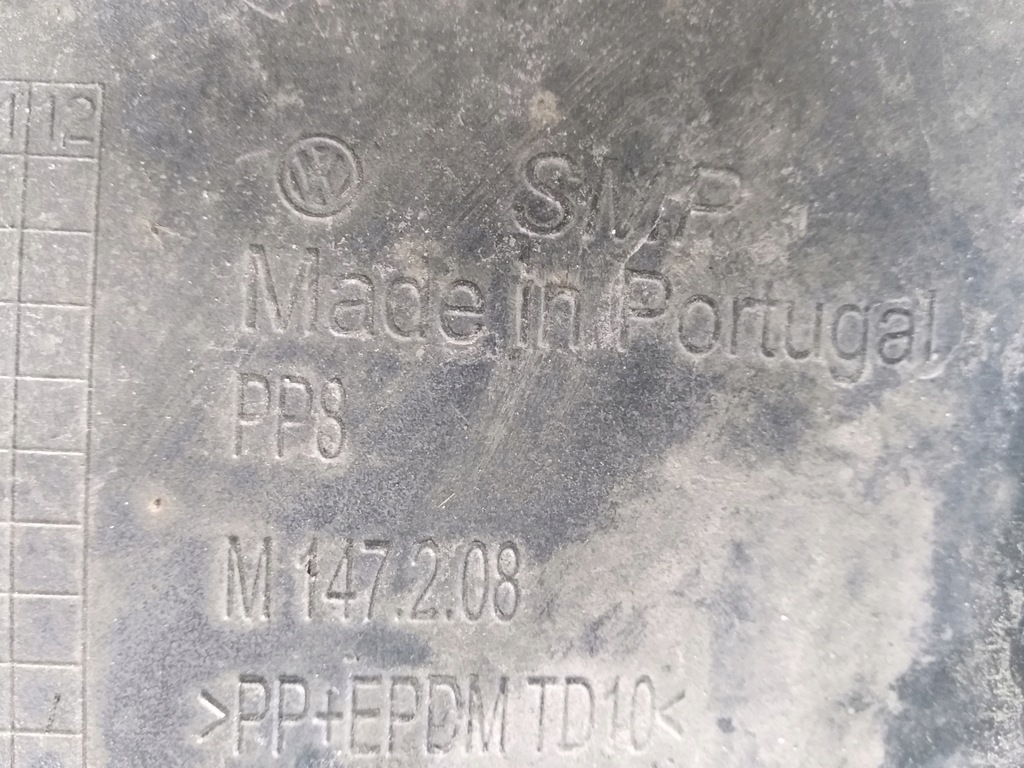 12
SMP
Made in Portugal
PP8
M 147.2.08
>PP+EPDM TD10<